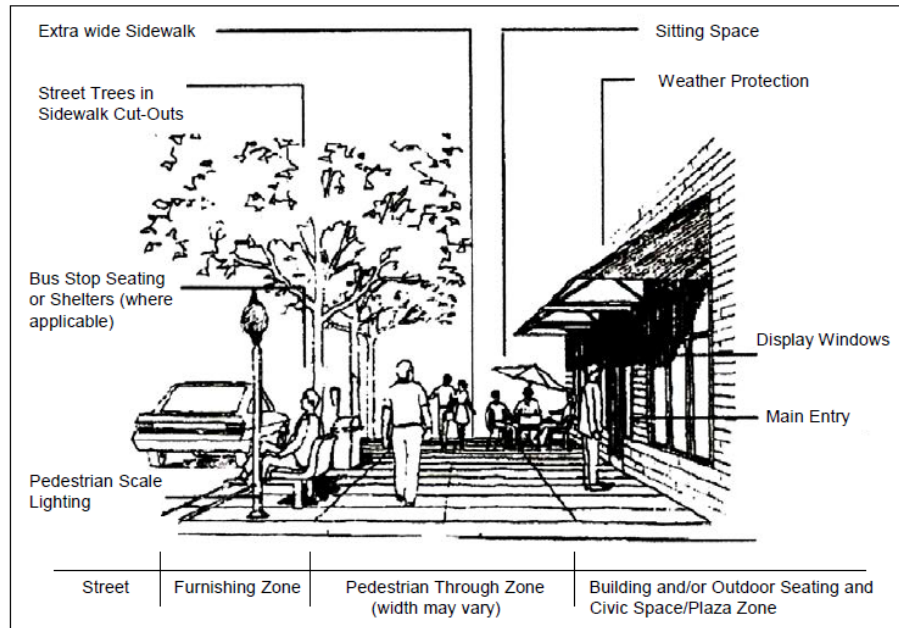 Extra wide Sidewalk
Sitting Space
Street Trees in
Sidewalk Cut-Outs
Weather Protection
Bus Stop Seating
or Shelters (where
applicable)
Display Windows
Main Entry
Pedestrian Scale
Lighting
Street
Furnishing Zone
Pedestrian Through Zone
(width may vary)
Building and/or Outdoor Seating and
Civic Space/Plaza Zone